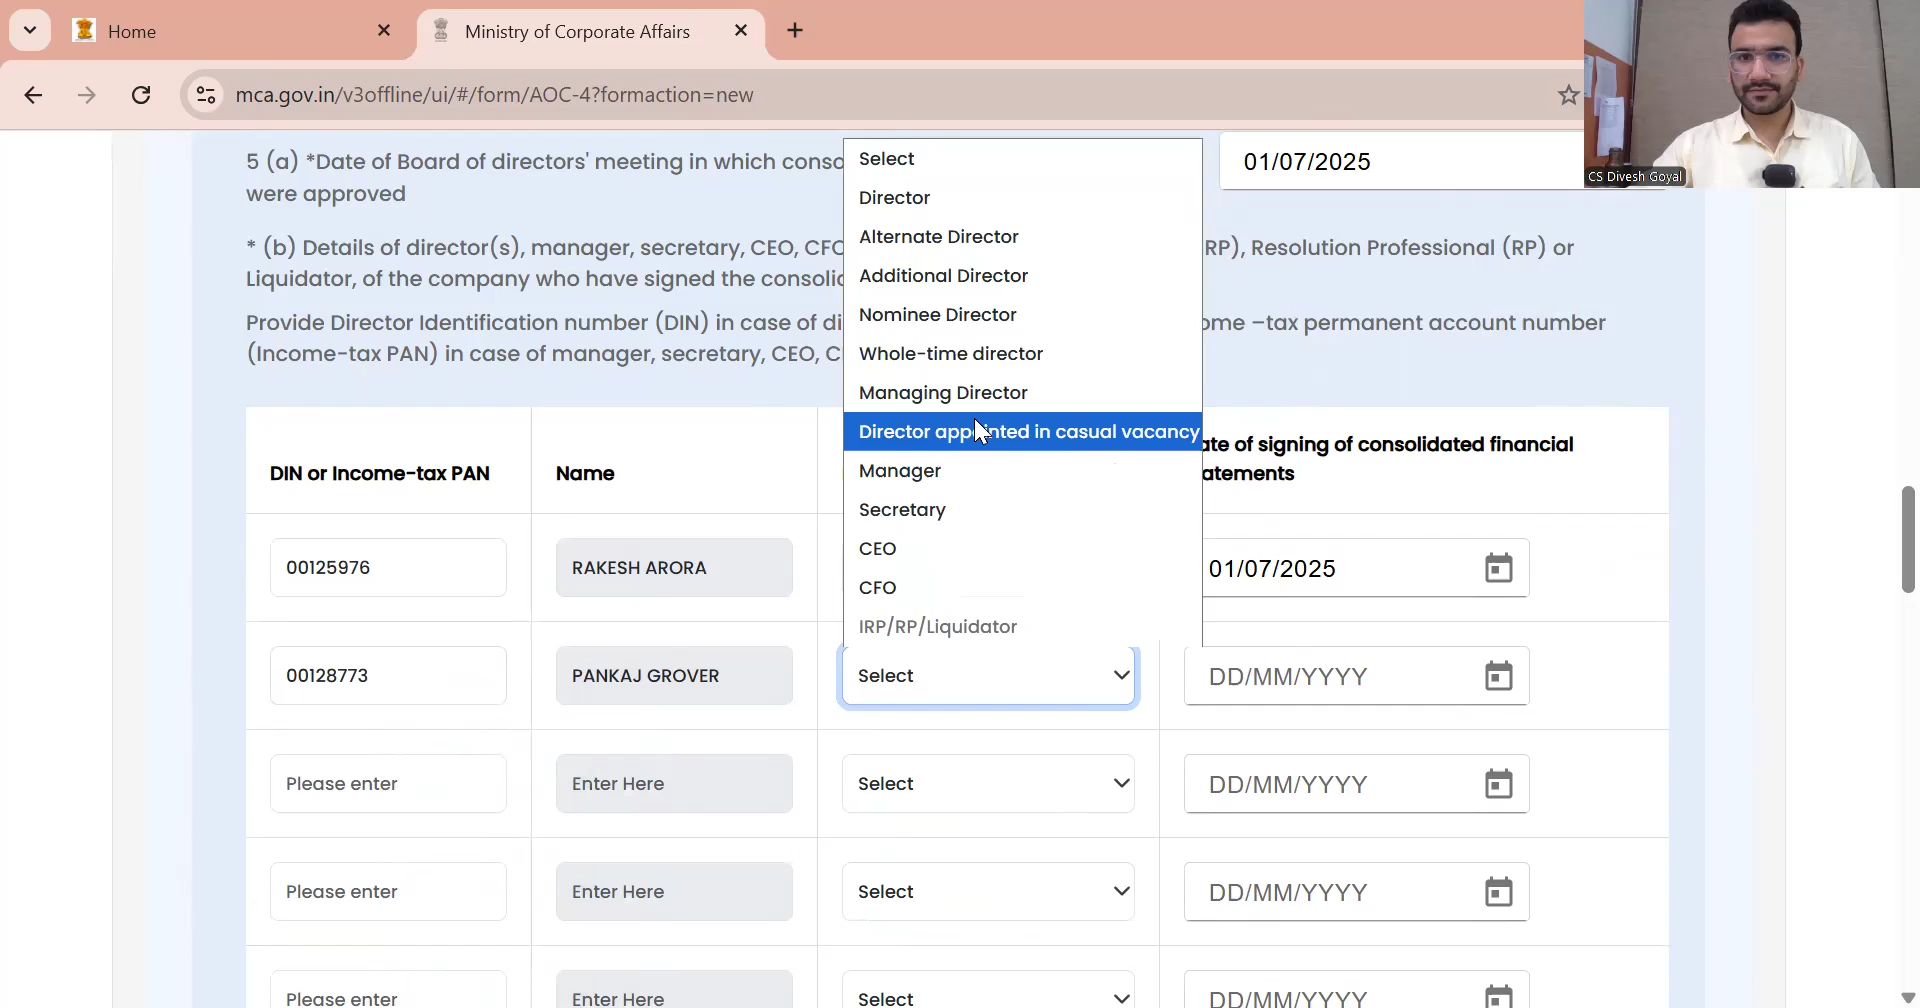 Home
Ministry of Corporate Affairs
mca.gov.in/v3offline/ui/#/form/AOC-4?formaction=new
CS Divesh Goyal
5 (a) *Date of Board of directors' meeting in which conso
were approved
01/07/2025
* (b) Details of director(s), manager, secretary, CEO, CFO
RP), Resolution Professional (RP) or
Liquidator, of the company who have signed the consolid
Provide Director Identification number (DIN) in case of di
ome –tax permanent account number
(Income-tax PAN) in case of manager, secretary, CEO, C
Select
Director
Alternate Director
Additional Director
Nominee Director
Whole-time director
Managing Director
Director appointed in casual vacancy
Manager
Secretary
CEO
CFO
IRP/RP/Liquidator
DIN or Income-tax PAN
Name
ate of signing of consolidated financial
atements
00125976
RAKESH ARORA
01/07/2025
00128773
PANKAJ GROVER
Select
DD/MM/YYYY
Please enter
Enter Here
Select
DD/MM/YYYY
Please enter
Enter Here
Select
DD/MM/YYYY
Please enter
Enter Here
Select
DD/MM/YYYY